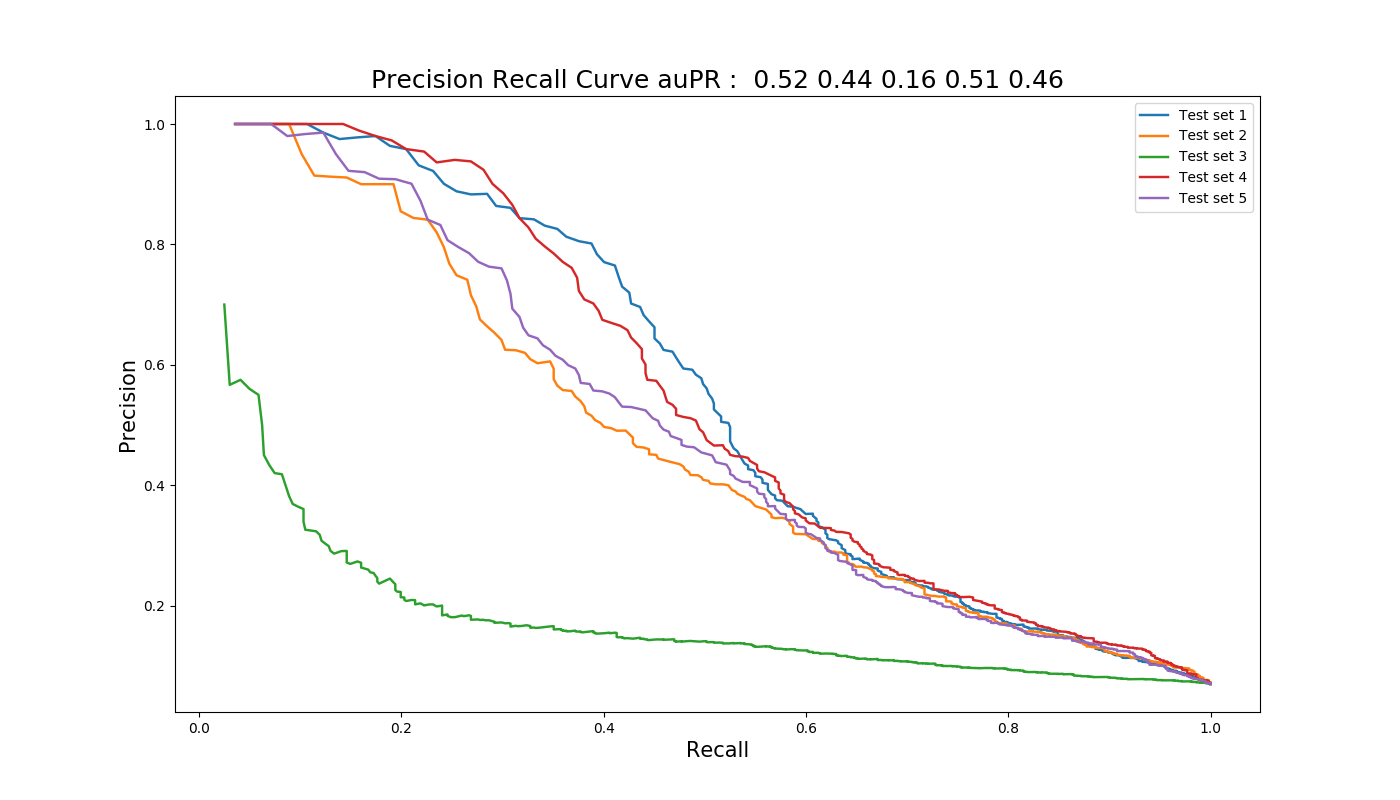 Precision Recall Curve auPR :  0.52 0.44 0.16 0.51 0.46
Test set 1
Test set 2
Test set 3
Test set 4
Test set 5
1.0
0.8
0.6
0.4
0.2
Precision
0.0 0.2 0.4 0.6 0.8 1.0
Recall